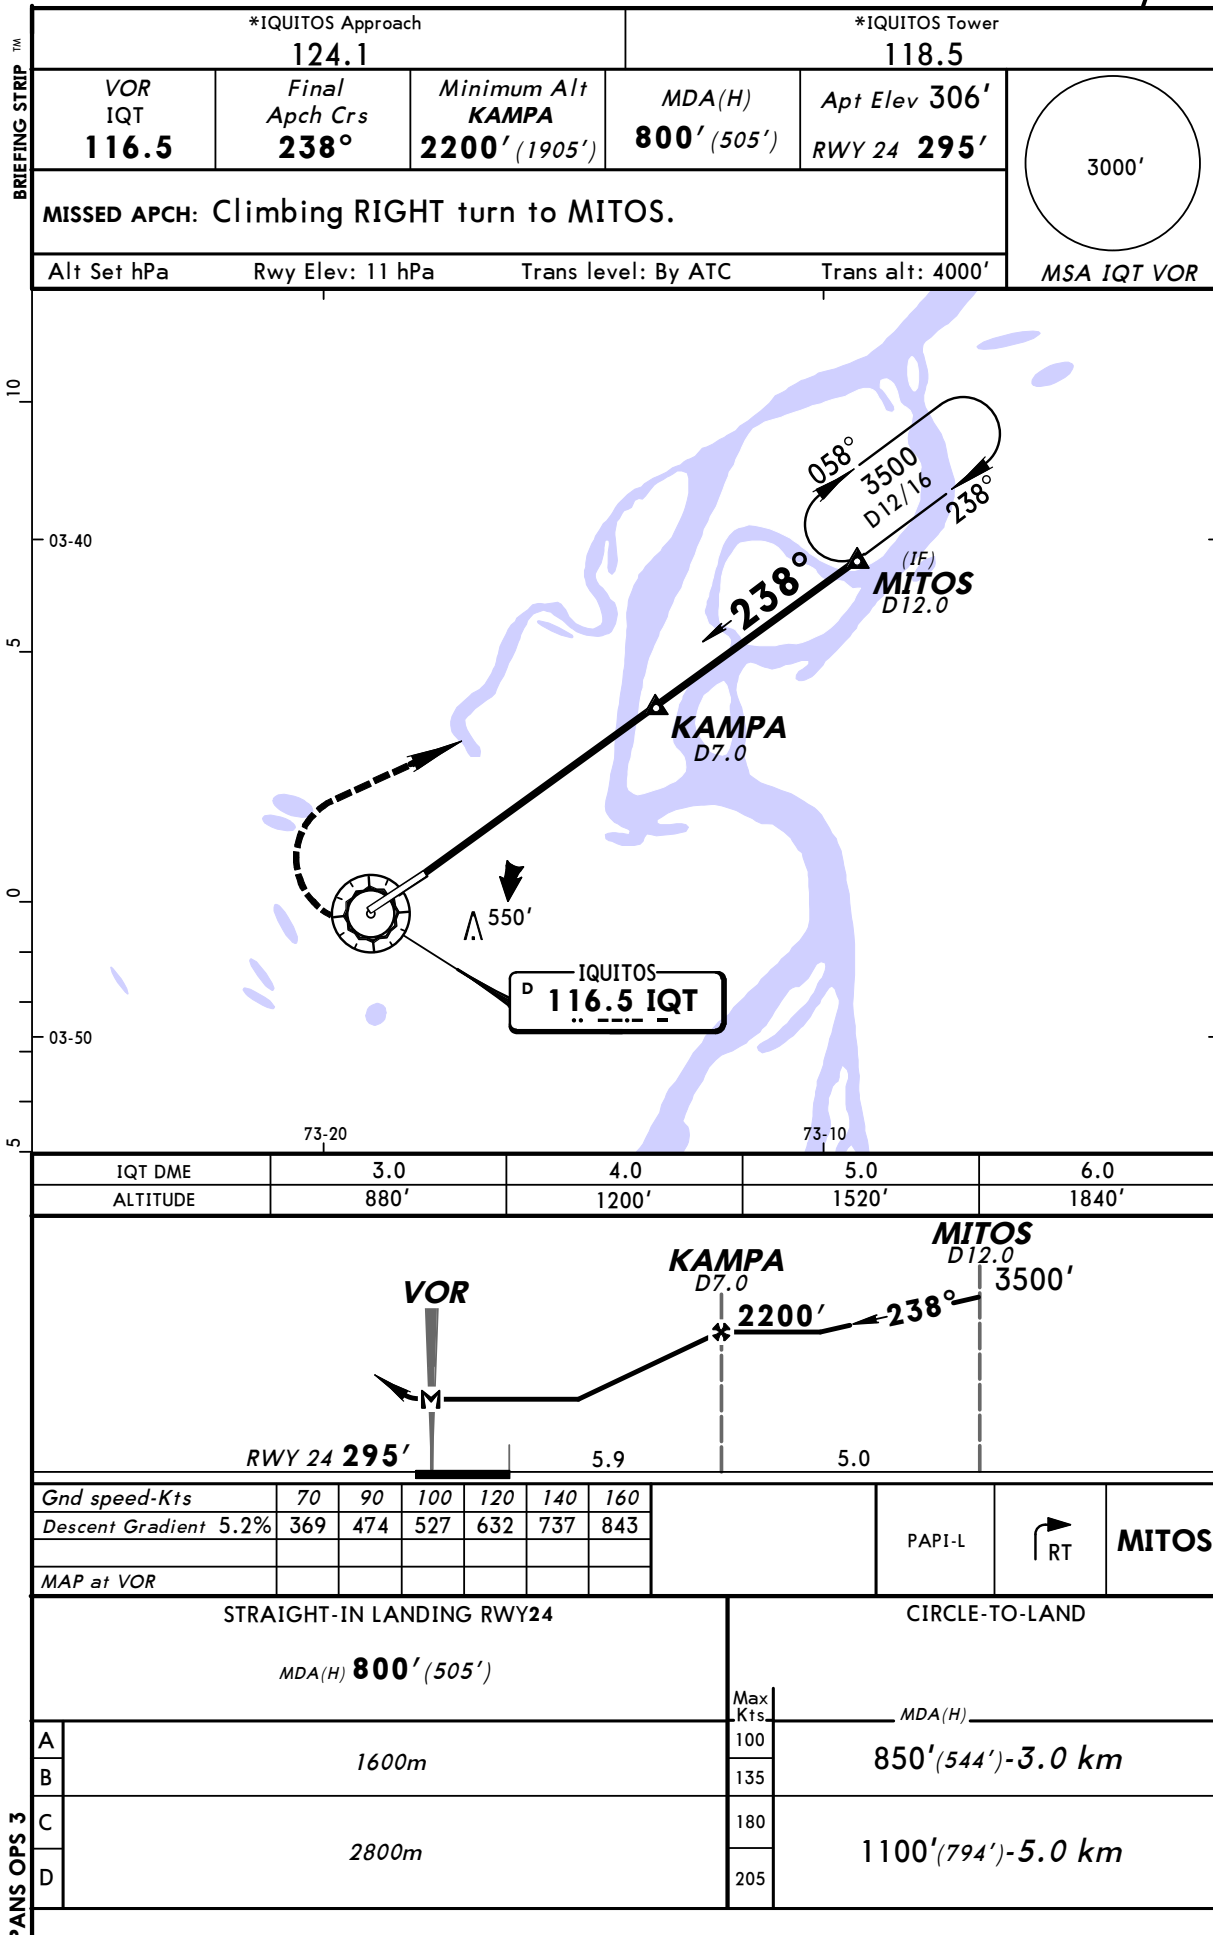 BRIEFING STRIP ™
*IQUITOS Approach
124.1
*IQUITOS Tower
118.5
VOR
IQT
116.5
Final
Apch Crs
238°
Minimum Alt
KAMPA
2200' (1905')
MDA(H)
800' (505')
Apt Elev 306'
RWY 24 295'
3000'
MSA IQT VOR
MISSED APCH: Climbing RIGHT turn to MITOS.
Alt Set hPa Rwy Elev: 11 hPa Trans level: By ATC Trans alt: 4000'
10
5
0
5
03-40
03-50
73-20
73-10
058°
3500
D12/16
238°
(IF)
MITOS
D12.0
238°
KAMPA
D7.0
550'
IQUITOS
D 116.5 IQT
IQT DME 3.0 4.0 5.0 6.0
ALTITUDE 880' 1200' 1520' 1840'
MITOS
D12.0
3500'
KAMPA
D7.0
2200'
238°
VOR
M
RWY 24 295'
5.9
5.0
Gnd speed-Kts 70 90 100 120 140 160
Descent Gradient 5.2% 369 474 527 632 737 843
MAP at VOR
PAPI-L
RT
MITOS
STRAIGHT-IN LANDING RWY24
MDA(H) 800' (505')
CIRCLE-TO-LAND
Max
Kts
MDA(H)
A
B
1600m
100
135
850'(544')-3.0 km
C
D
2800m
180
205
1100'(794')-5.0 km
PANS OPS 3